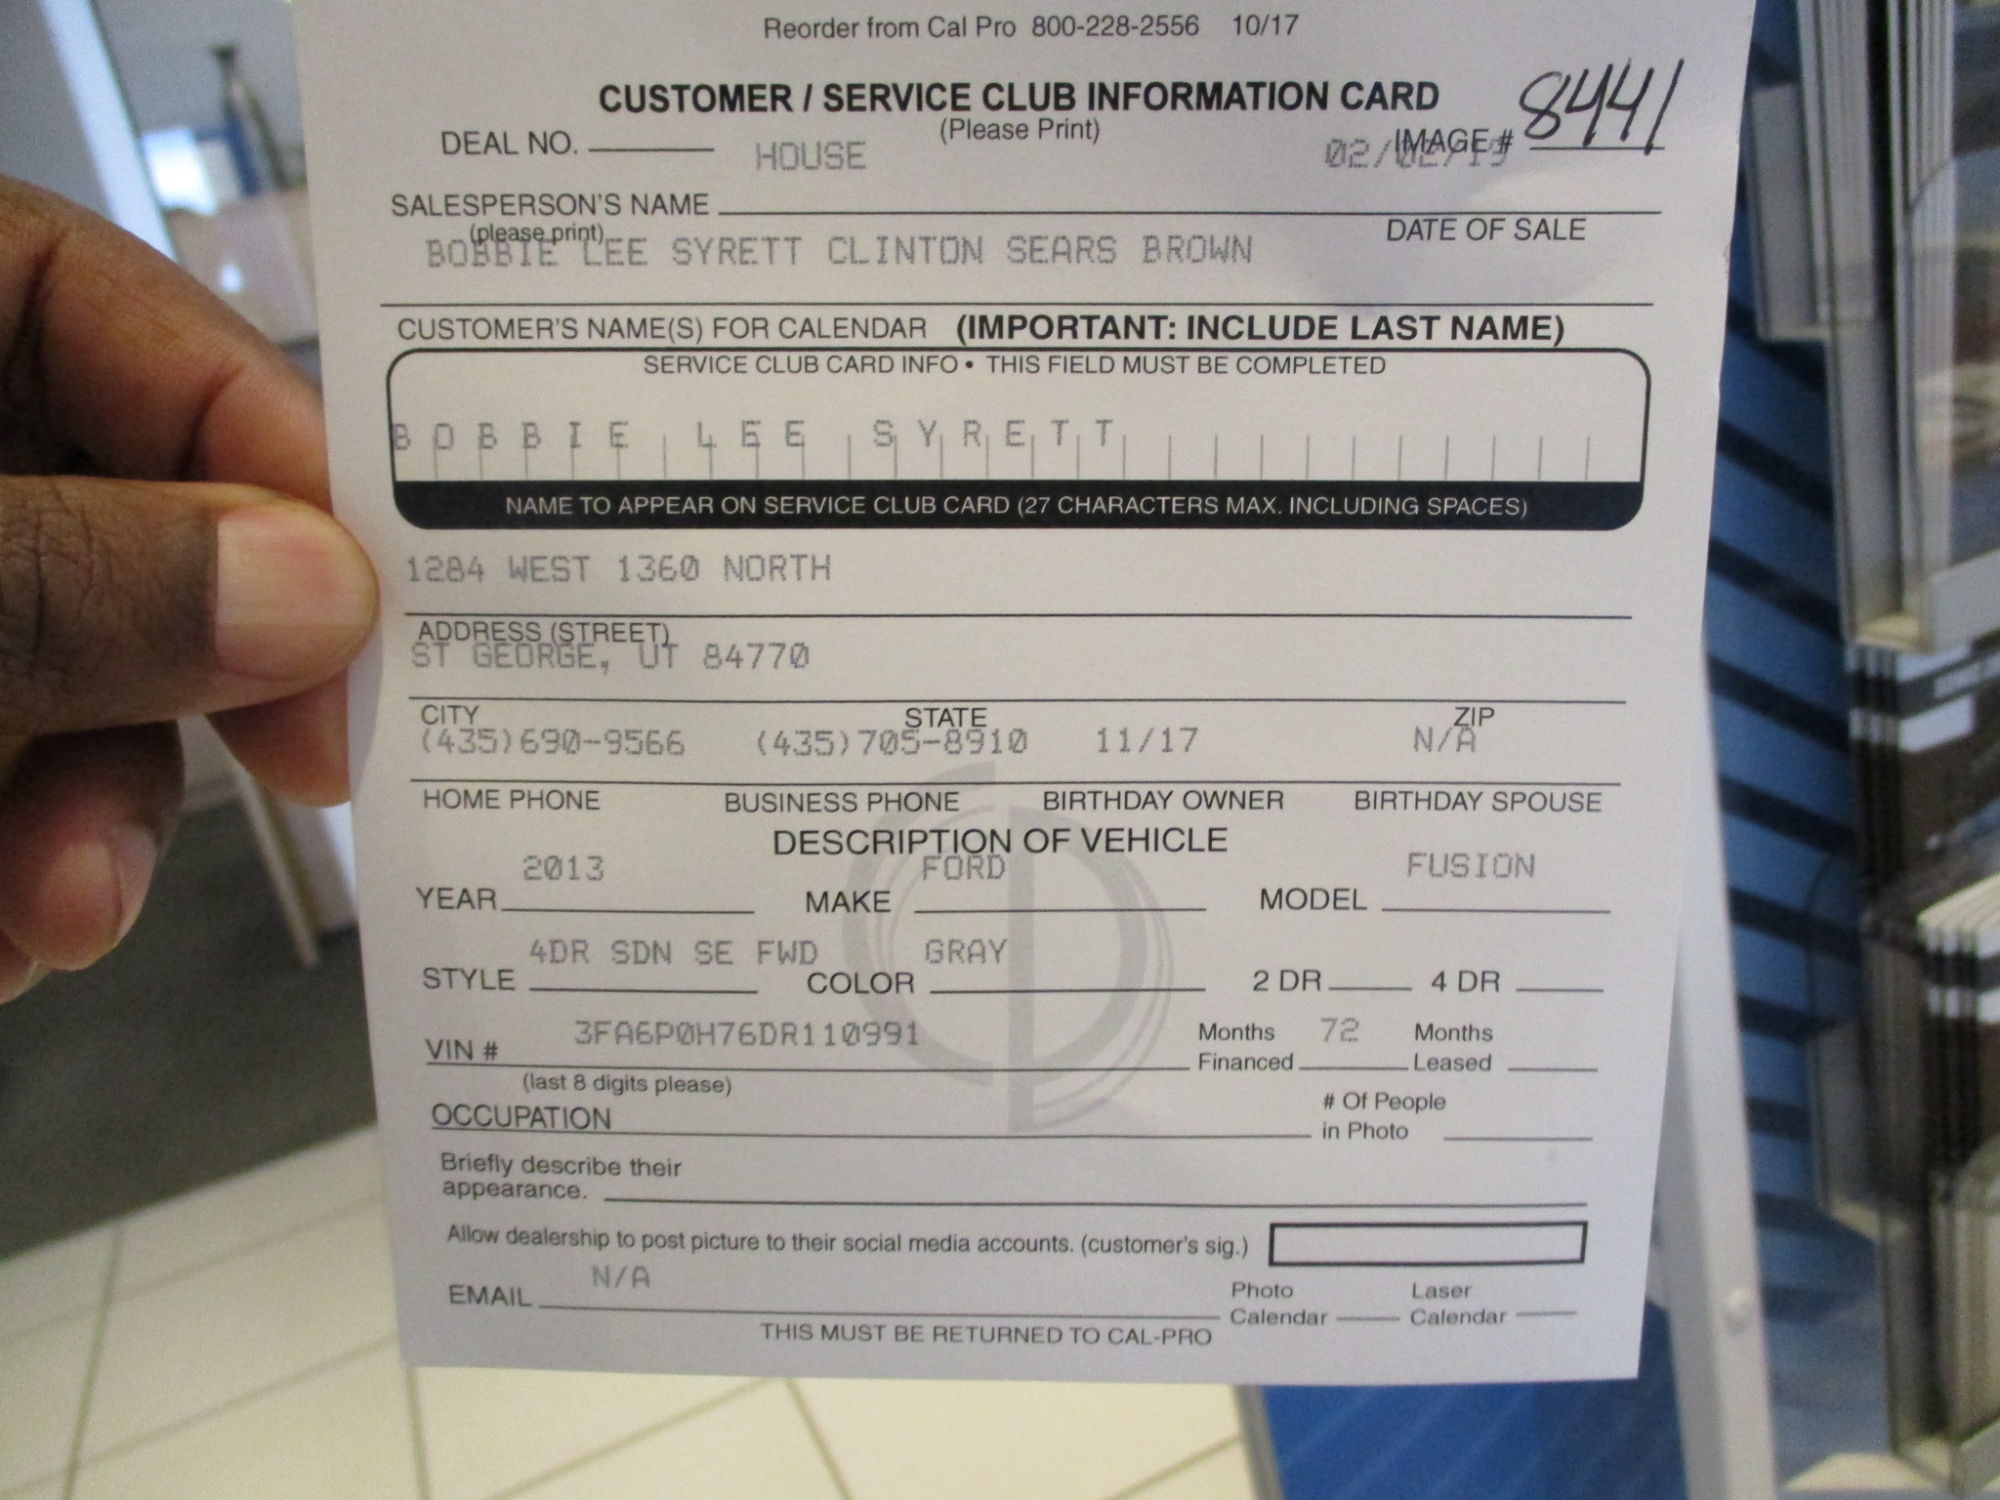 Reorder from Cal Pro 800-228-2556 10/17
CUSTOMER / SERVICE CLUB INFORMATION CARD
(Please Print)
DEAL NO. HOUSE 02/02/19 IMAGE # 8441
SALESPERSON'S NAME
(please print) DATE OF SALE
BOBBIE LEE SYRETT CLINTON SEARS BROWN
CUSTOMER'S NAME(S) FOR CALENDAR (IMPORTANT: INCLUDE LAST NAME)
SERVICE CLUB CARD INFO • THIS FIELD MUST BE COMPLETED
BOBBIE LEE SYRETT
NAME TO APPEAR ON SERVICE CLUB CARD (27 CHARACTERS MAX. INCLUDING SPACES)
1284 WEST 1360 NORTH
ADDRESS (STREET)
ST GEORGE, UT 84770
CITY STATE ZIP
(435)690-9566 (435)705-8910 11/17 N/A
HOME PHONE BUSINESS PHONE BIRTHDAY OWNER BIRTHDAY SPOUSE
DESCRIPTION OF VEHICLE
2013 FORD FUSION
YEAR MAKE MODEL
4DR SDN SE FWD GRAY
STYLE COLOR 2 DR 4 DR
3FA6P0H76DR110991 Months 72 Months
VIN # Financed Leased
(last 8 digits please)
OCCUPATION # Of People
in Photo
Briefly describe their
appearance.
Allow dealership to post picture to their social media accounts. (customer's sig.)
N/A
EMAIL Photo Laser
Calendar Calendar
THIS MUST BE RETURNED TO CAL-PRO